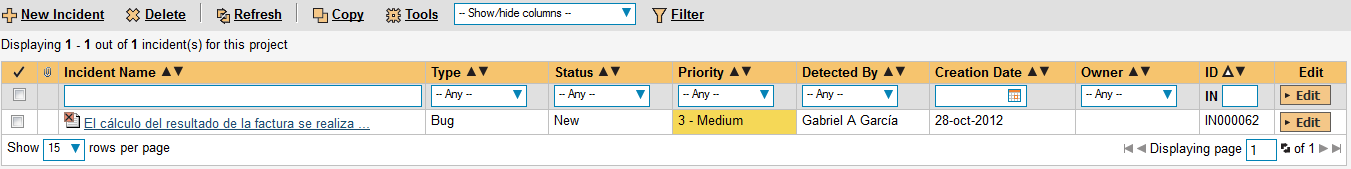 New Incident Delete Refresh Copy Tools -- Show/hide columns -- Filter
Displaying 1 - 1 out of 1 incident(s) for this project
Incident Name Type Status Priority Detected By Creation Date Owner ID Edit
-- Any -- -- Any -- -- Any -- -- Any -- -- Any -- IN Edit
El cálculo del resultado de la factura se realiza ... Bug New 3 - Medium Gabriel A García 28-oct-2012 IN000062 Edit
Show 15 rows per page Displaying page 1 of 1